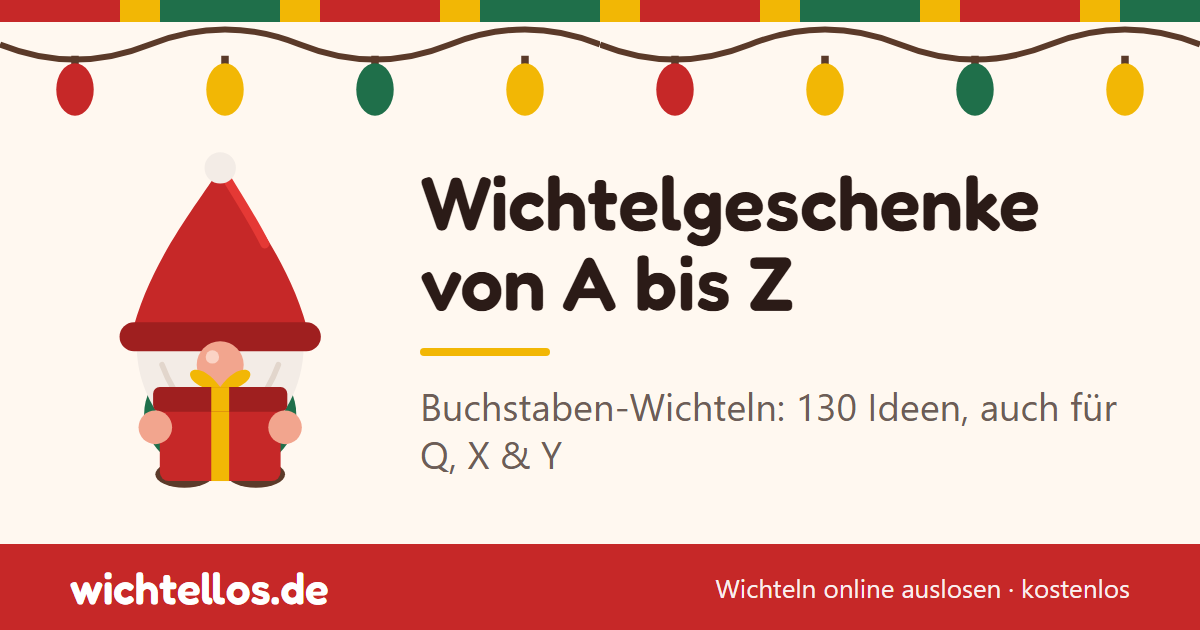 Wichtelgeschenke
von A bis Z
Buchstaben-Wichteln: 130 Ideen, auch für
Q, X & Y
wichtellos.de
Wichteln online auslosen · kostenlos